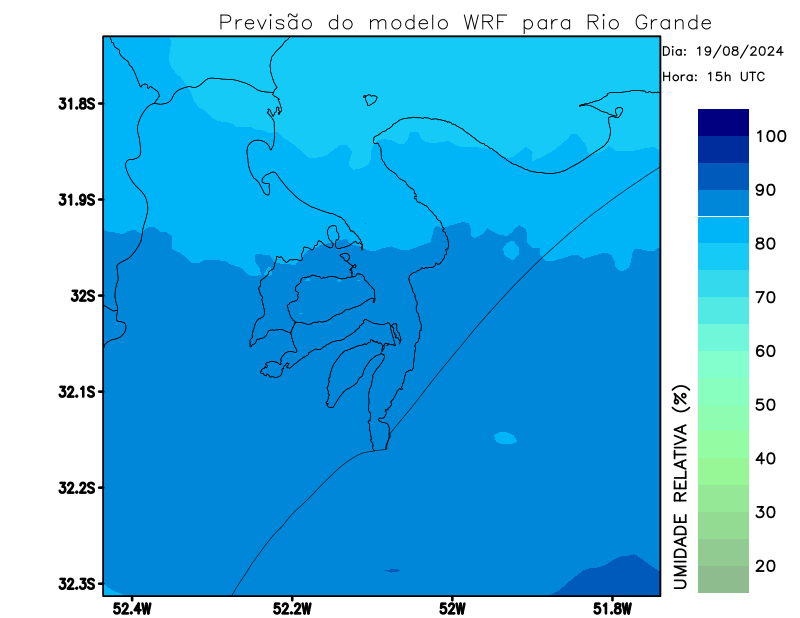 Previsão do modelo WRF para Rio Grande
Dia: 19/08/2024
Hora: 15h UTC
31.8S
31.9S
32S
32.1S
32.2S
32.3S
52.4W
52.2W
52W
51.8W
100
90
80
70
60
50
40
30
20
UMIDADE RELATIVA (%)